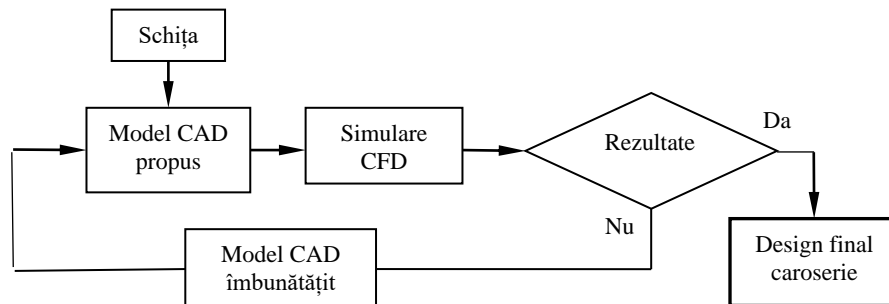 Schița
Model CAD
propus
Simulare
CFD
Rezultate
Da
Nu
Model CAD
îmbunătățit
Design final
caroserie